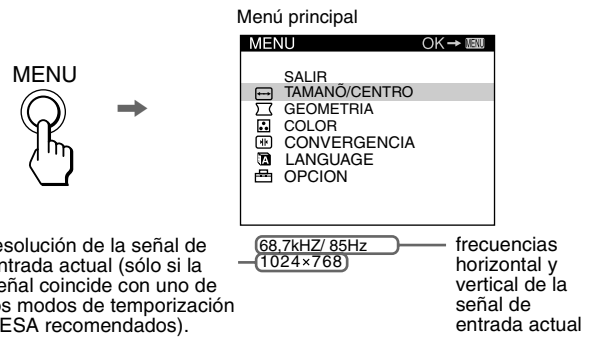 Menú principal
MENU
MENU OK→ MENU
SALIR
TAMANÕ/CENTRO
GEOMETRIA
COLOR
CONVERGENCIA
LANGUAGE
OPCION
68,7kHZ/ 85Hz
1024×768
esolución de la señal de
ntrada actual (sólo si la
eñal coincide con uno de
os modos de temporización
ESA recomendados).
frecuencias
horizontal y
vertical de la
señal de
entrada actual